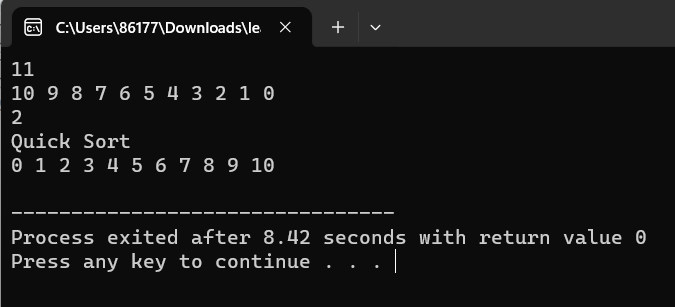 C:\Users\86177\Downloads\le
11
10 9 8 7 6 5 4 3 2 1 0
2
Quick Sort
0 1 2 3 4 5 6 7 8 9 10
--------------------------------
Process exited after 8.42 seconds with return value 0
Press any key to continue . . .